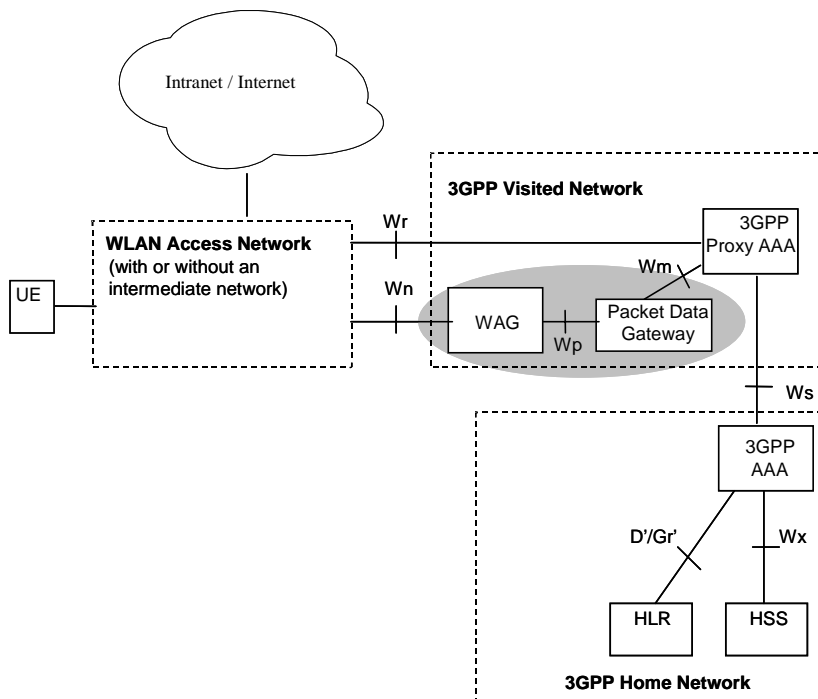 Intranet / Internet
3GPP Visited Network
3GPP
Proxy AAA
Wr
WLAN Access Network
(with or without an
intermediate network)
Wm
UE
Wn
WAG
Wp
Packet Data
Gateway
Ws
3GPP
AAA
D'/Gr'
Wx
HLR
HSS
3GPP Home Network